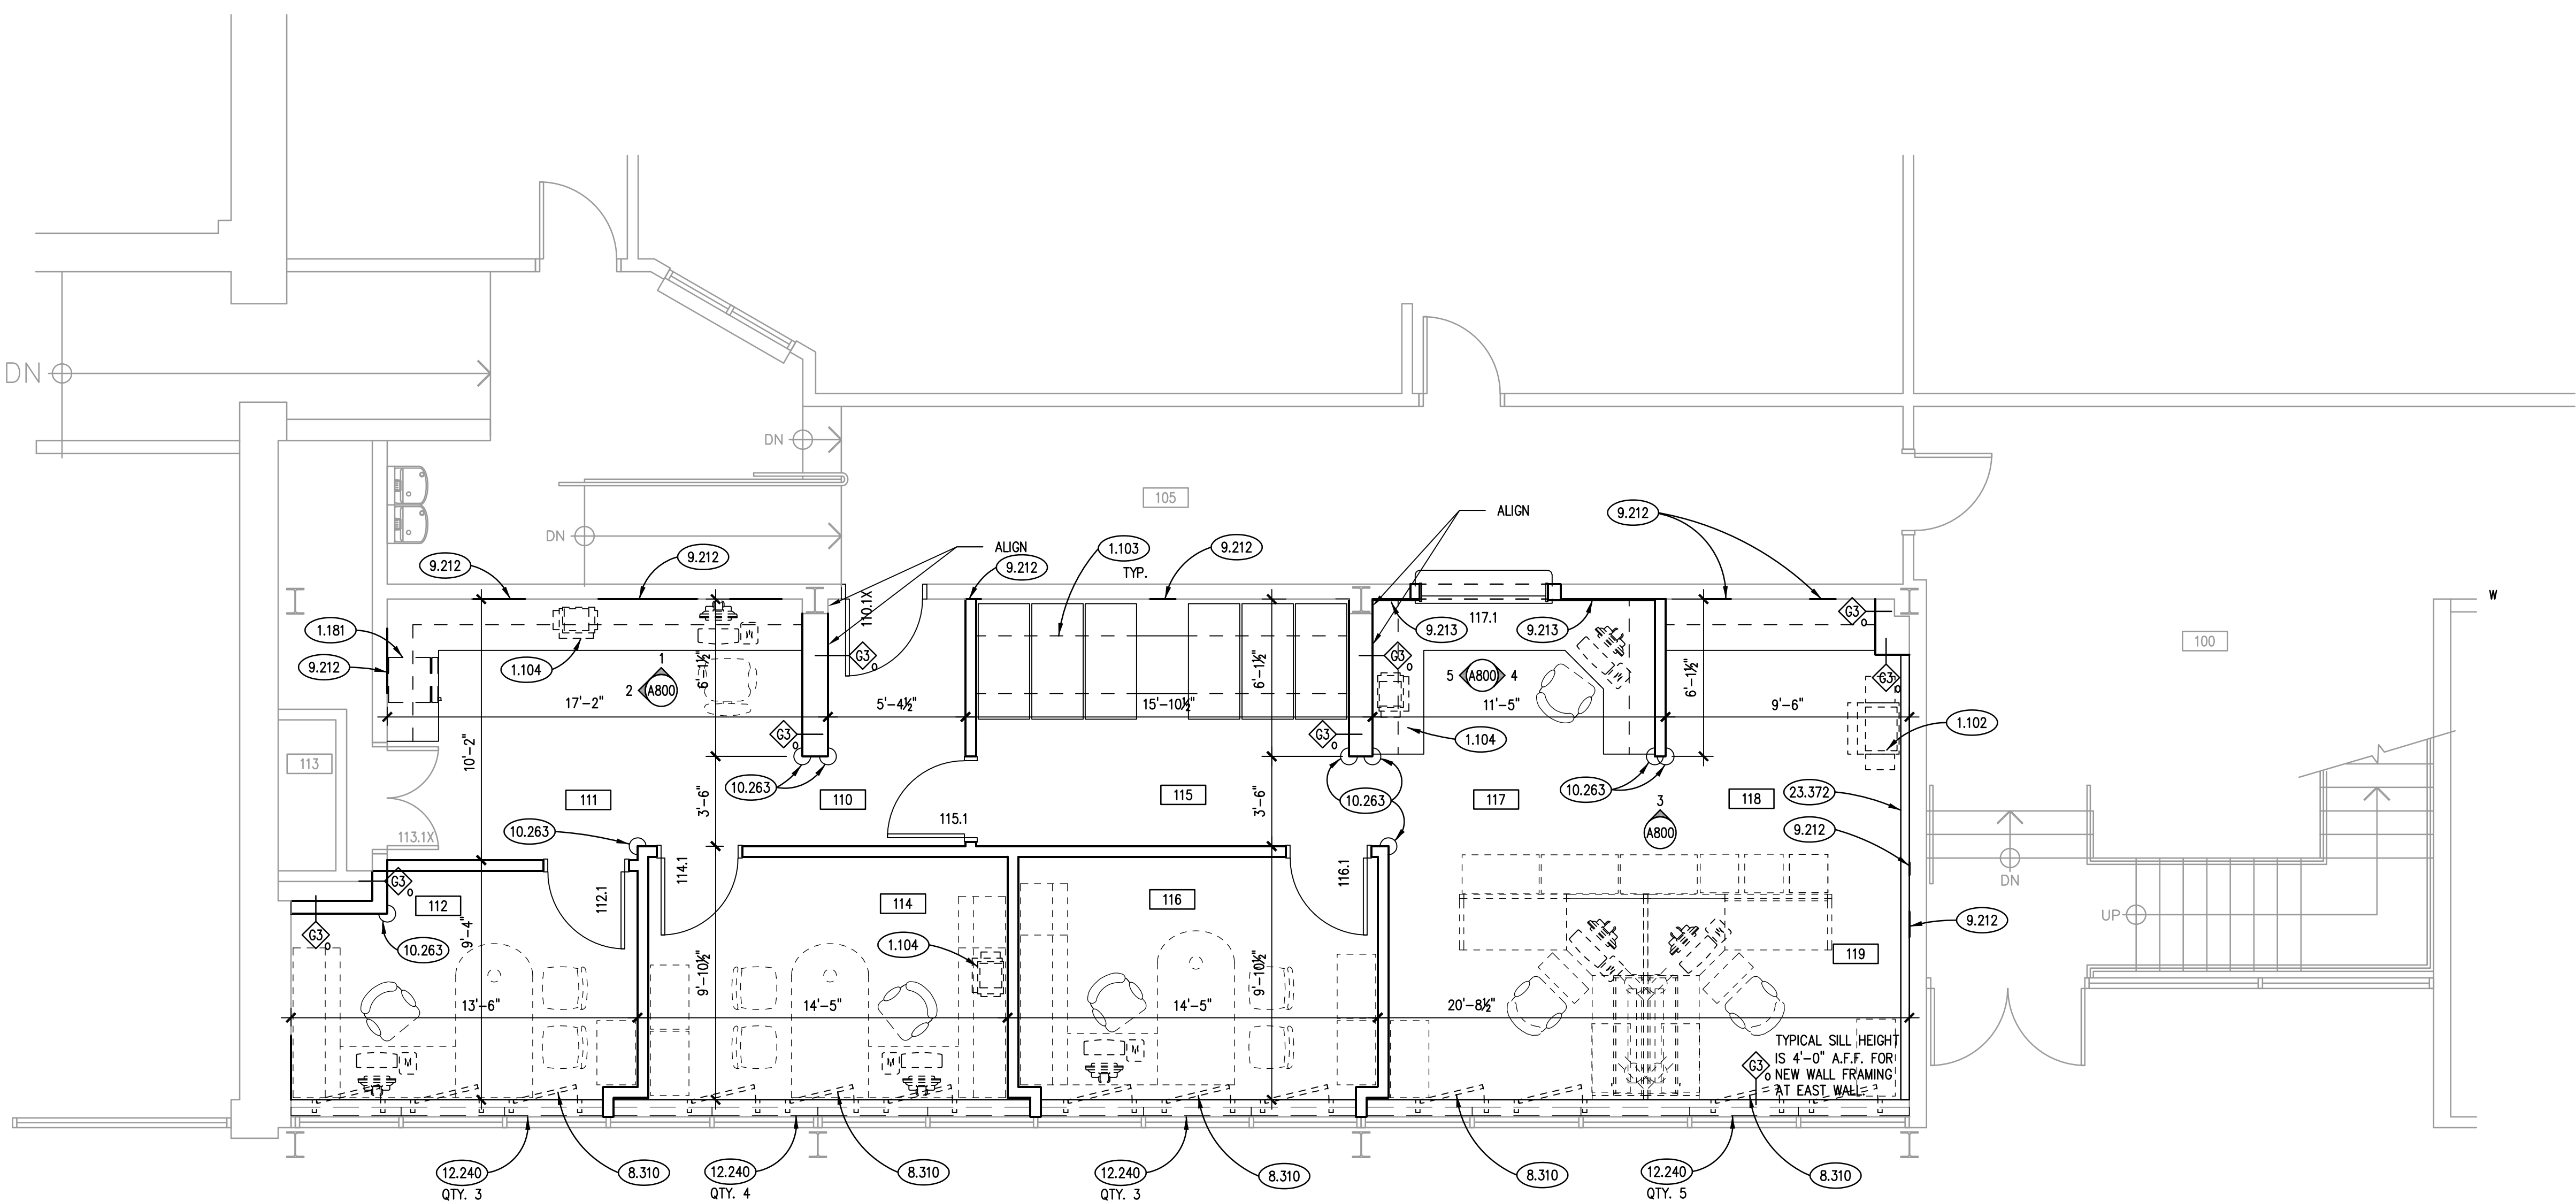 DN
DN
105
DN
ALIGN
9.212
ALIGN
9.212
9.212
1.103
TYP.
9.212
9.212
110.1X
W
G3
0
1.181
117.1
9.213
9.213
100
9.212
1.104
1
2
A800
6'-1½"
G3
0
6'-1½"
G3
0
5
A800
4
6'-1½"
G3
0
M
M
17'-2"
5'-4½"
15'-10½"
11'-5"
9'-6"
1.102
10'-2"
G3
0
G3
0
1.104
113
10.263
10.263
10.263
111
110
115
117
118
23.372
3'-6"
3'-6"
3
A800
9.212
113.1X
10.263
115.1
114.1
116.1
G3
0
112.1
112
114
116
DN
UP
9.212
G3
0
9'-4"
10.263
1.104
119
9'-10½"
9'-10½"
13'-6"
14'-5"
14'-5"
20'-8½"
M
M
M
TYPICAL SILL HEIGHT
IS 4'-0" A.F.F. FOR
NEW WALL FRAMING
AT EAST WALL.
G3
0
12.240
QTY. 3
8.310
12.240
QTY. 4
8.310
12.240
QTY. 3
8.310
8.310
12.240
QTY. 5
8.310